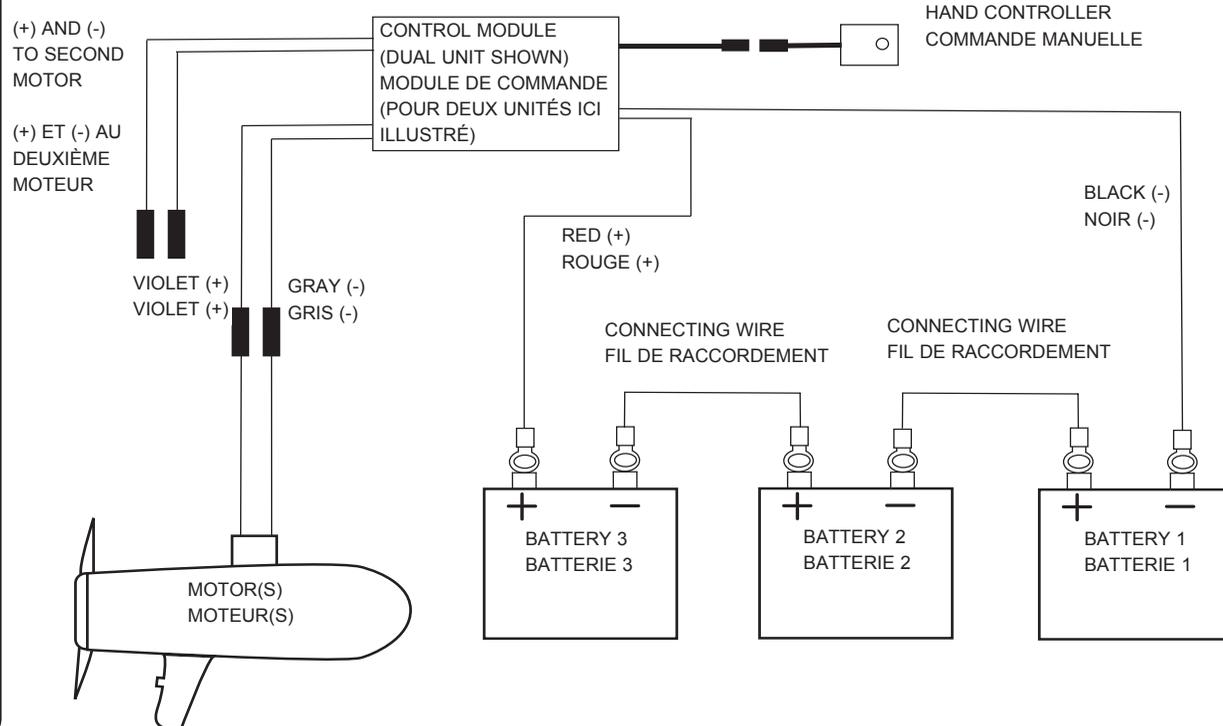 (+) AND (-)
TO SECOND
MOTOR
(+) ET (-) AU
DEUXIÈME
MOTEUR
CONTROL MODULE
(DUAL UNIT SHOWN)
MODULE DE COMMANDE
(POUR DEUX UNITÉS ICI
ILLUSTRÉ)
HAND CONTROLLER
COMMANDE MANUELLE
BLACK (-)
NOIR (-)
RED (+)
ROUGE (+)
VIOLET (+)
VIOLET (+)
GRAY (-)
GRIS (-)
CONNECTING WIRE
FIL DE RACCORDEMENT
CONNECTING WIRE
FIL DE RACCORDEMENT
+ —
BATTERY 3
BATTERIE 3
+ —
BATTERY 2
BATTERIE 2
+ —
BATTERY 1
BATTERIE 1
MOTOR(S)
MOTEUR(S)